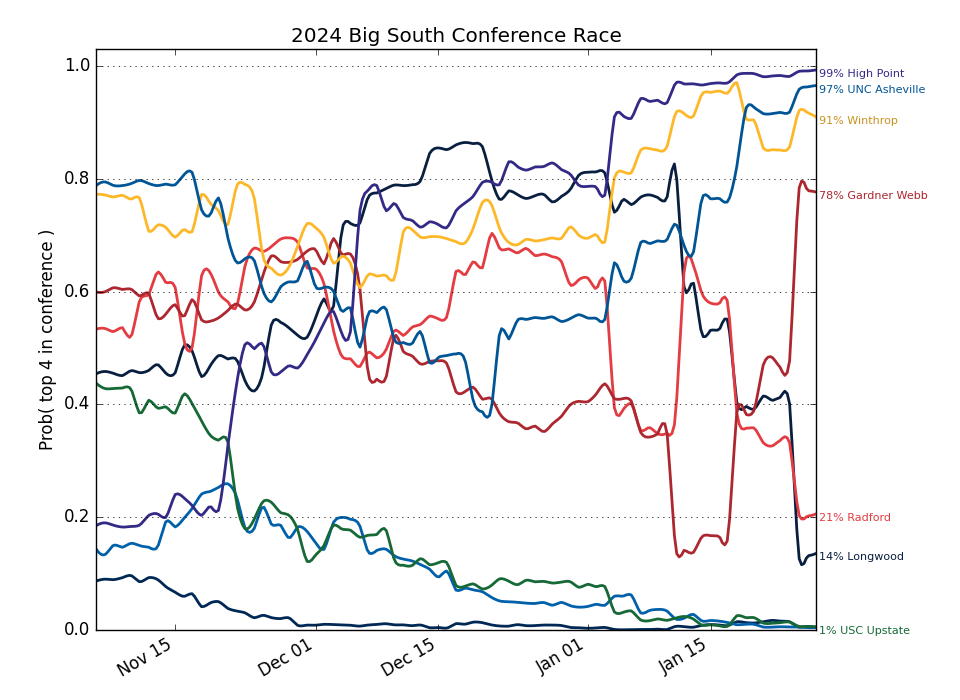 2024 Big South Conference Race
Prob( top 4 in conference )
1.0
0.8
0.6
0.4
0.2
0.0
Nov 15
Dec 01
Dec 15
Jan 01
Jan 15
99% High Point
97% UNC Asheville
91% Winthrop
78% Gardner Webb
21% Radford
14% Longwood
1% USC Upstate